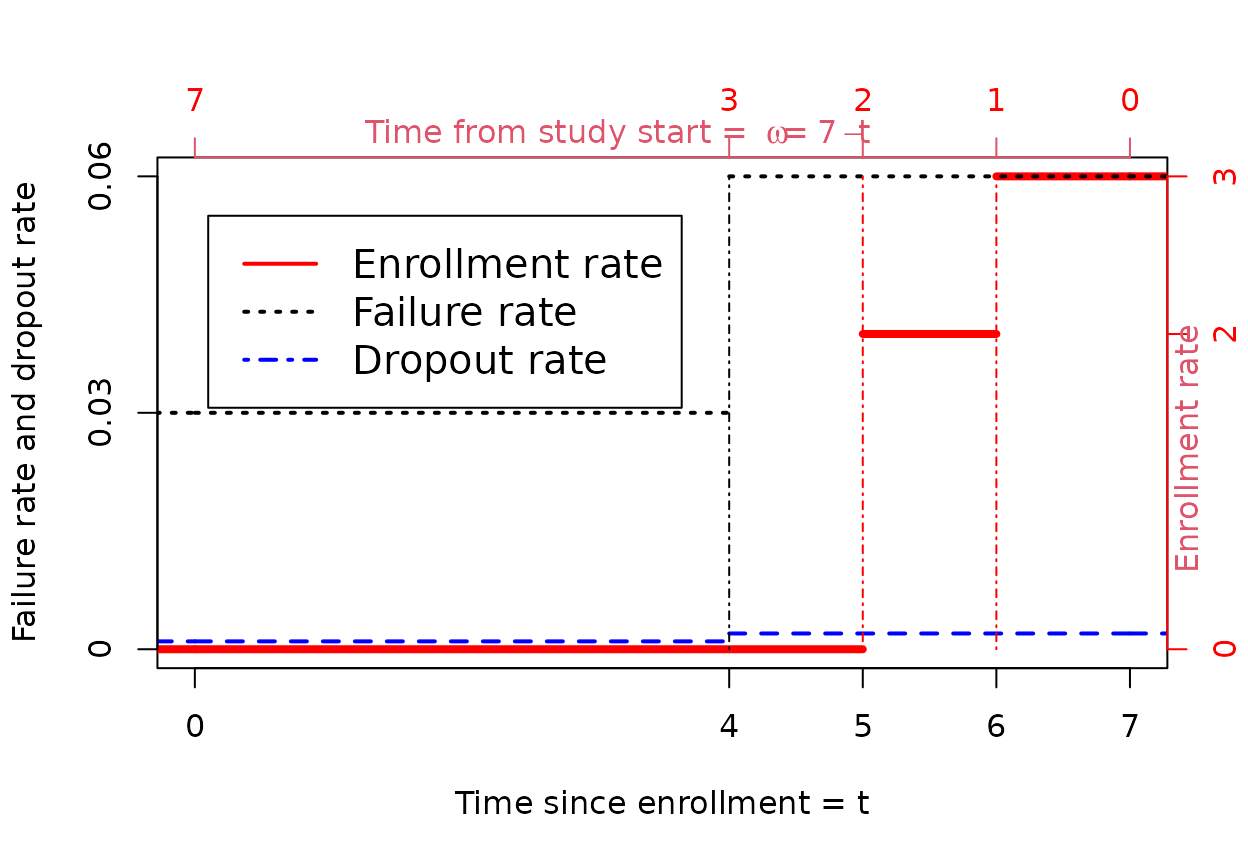 7 3 2 1 0
Time from study start = ω= 7−t
0.06
0.03
0
Failure rate and dropout rate
Enrollment rate
Failure rate
Dropout rate
3
2
0
Enrollment rate
0 4 5 6 7
Time since enrollment = t